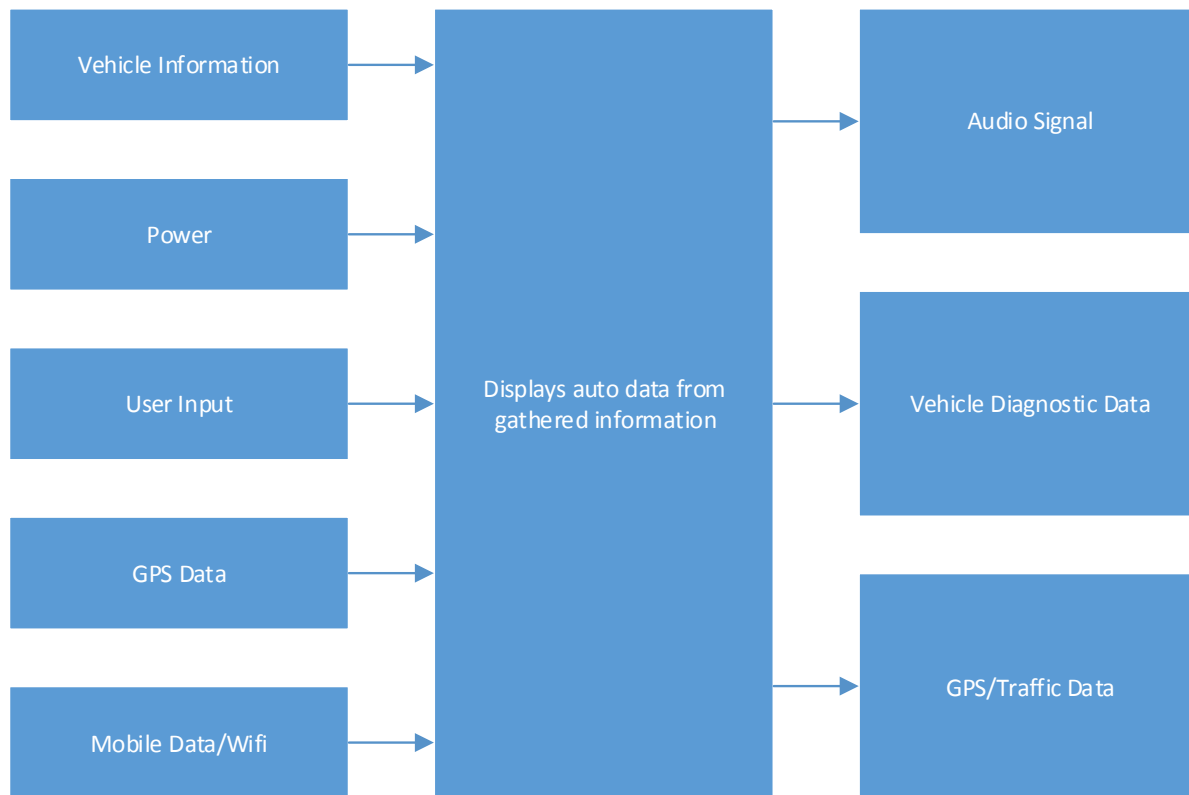 Vehicle Information
Power
User Input
GPS Data
Mobile Data/Wifi
Displays auto data from
gathered information
Audio Signal
Vehicle Diagnostic Data
GPS/Traffic Data